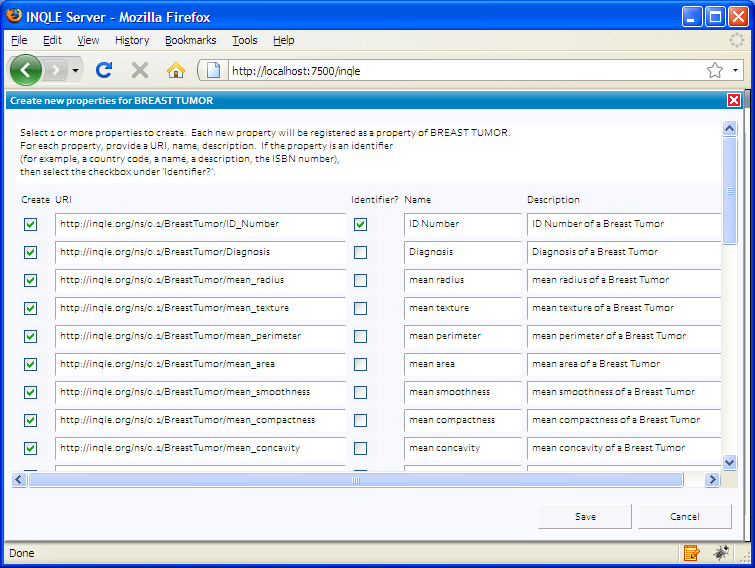 INQLE Server - Mozilla Firefox
File Edit View History Bookmarks Tools Help
http://localhost:7500/inqle
Create new properties for BREAST TUMOR
Select 1 or more properties to create. Each new property will be registered as a property of BREAST TUMOR.
For each property, provide a URI, name, description. If the property is an identifier
(for example, a country code, a name, a description, the ISBN number),
then select the checkbox under 'Identifier?'.
Create URI Identifier? Name Description
http://inqle.org/ns/0.1/BreastTumor/ID_Number ID Number ID Number of a Breast Tumor
http://inqle.org/ns/0.1/BreastTumor/Diagnosis Diagnosis Diagnosis of a Breast Tumor
http://inqle.org/ns/0.1/BreastTumor/mean_radius mean radius mean radius of a Breast Tumor
http://inqle.org/ns/0.1/BreastTumor/mean_texture mean texture mean texture of a Breast Tumor
http://inqle.org/ns/0.1/BreastTumor/mean_perimeter mean perimeter mean perimeter of a Breast Tumor
http://inqle.org/ns/0.1/BreastTumor/mean_area mean area mean area of a Breast Tumor
http://inqle.org/ns/0.1/BreastTumor/mean_smoothness mean smoothness mean smoothness of a Breast Tumor
http://inqle.org/ns/0.1/BreastTumor/mean_compactness mean compactness mean compactness of a Breast Tumor
http://inqle.org/ns/0.1/BreastTumor/mean_concavity mean concavity mean concavity of a Breast Tumor
Save Cancel
Done